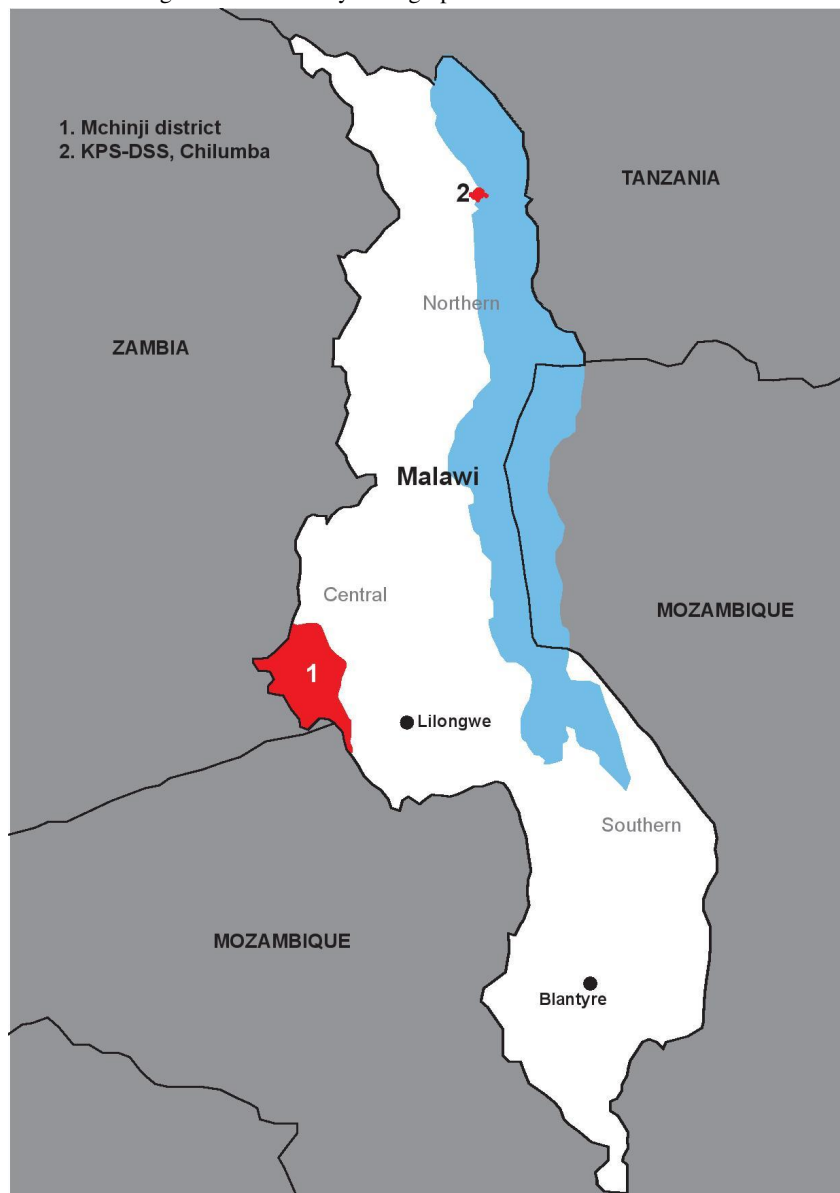 1. Mchinji district
2. KPS-DSS, Chilumba
TANZANIA
2
Northern
ZAMBIA
Malawi
Central
MOZAMBIQUE
1
Lilongwe
Southern
MOZAMBIQUE
Blantyre